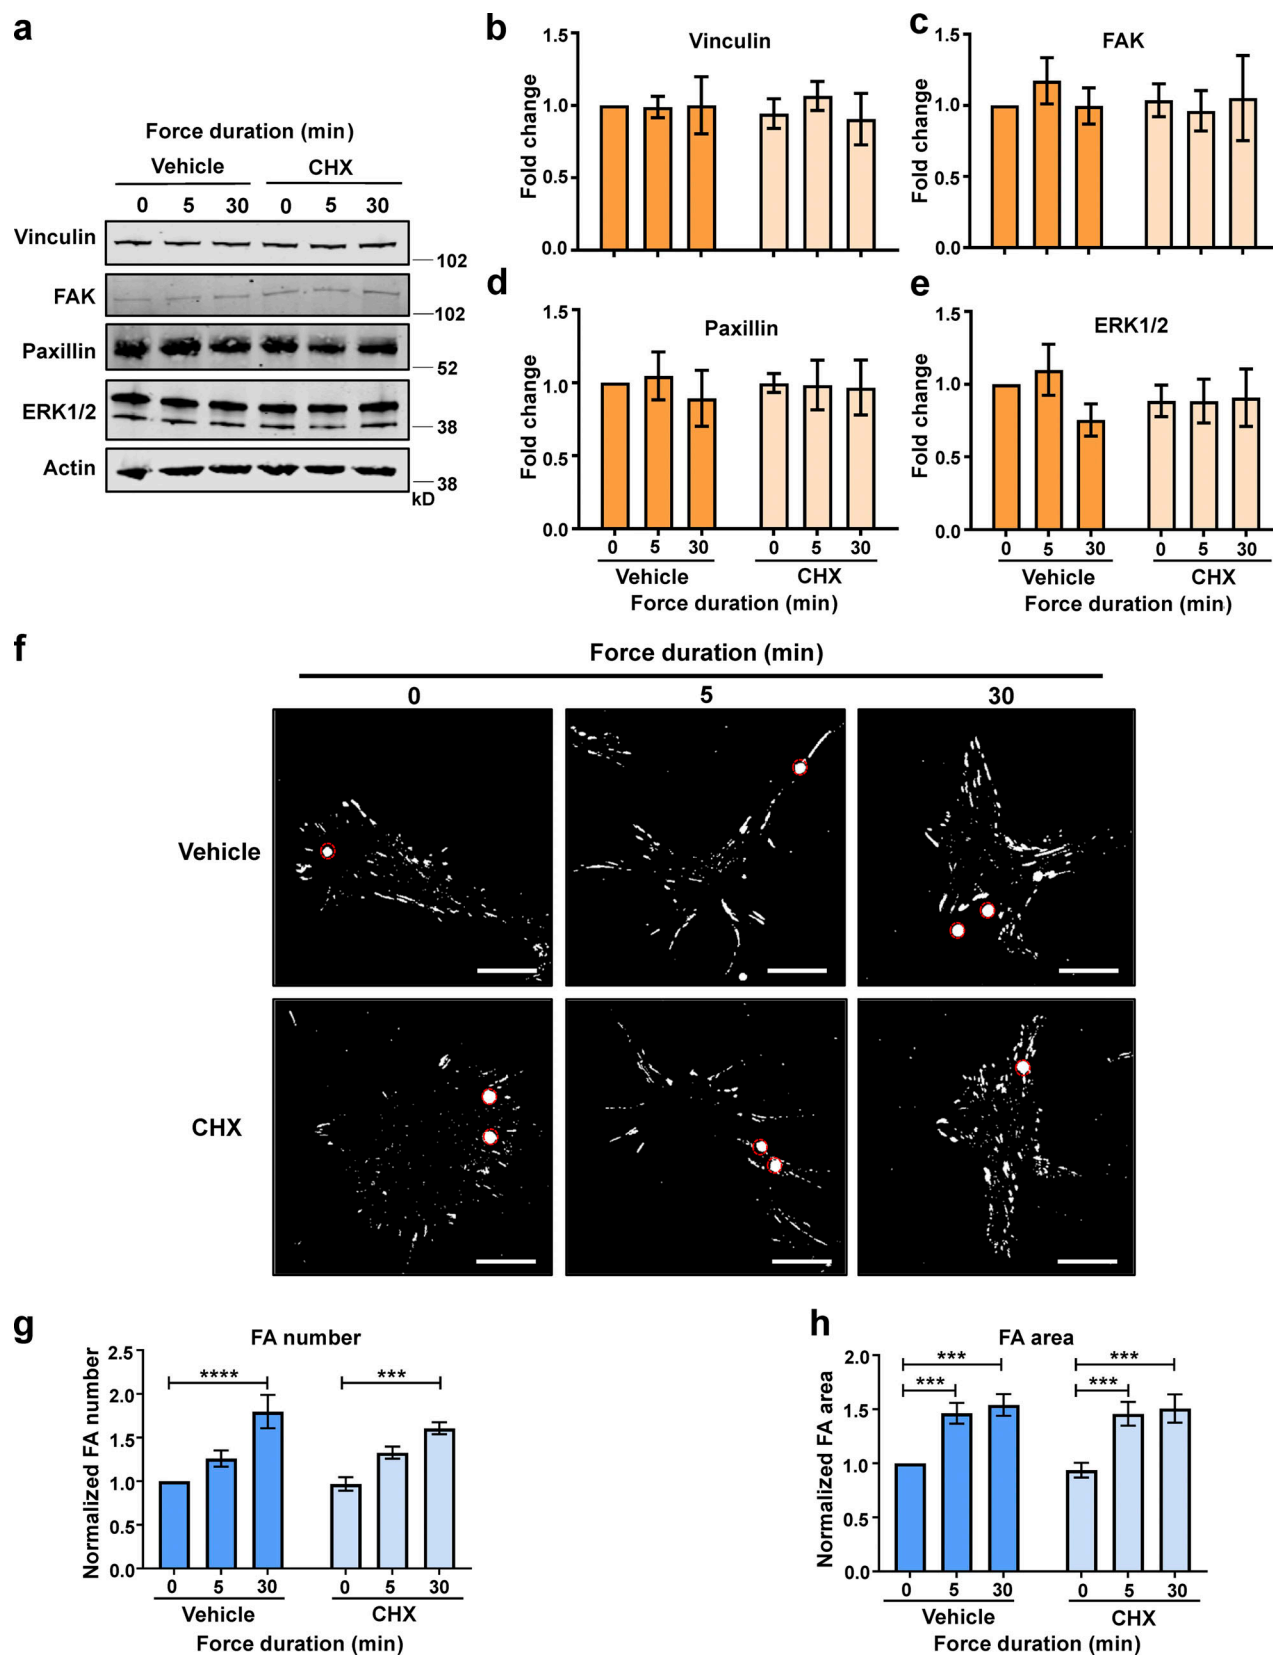 a
Force duration (min)
Vehicle CHX
0 5 30 0 5 30
Vinculin
102
FAK
102
Paxillin
52
ERK1/2
38
Actin
38
kD
b
Vinculin
Fold change
1.5
1.0
0.5
0.0
c
FAK
Fold change
1.5
1.0
0.5
0.0
d
Paxillin
Fold change
1.5
1.0
0.5
0.0
0 5 30 0 5 30
Vehicle CHX
Force duration (min)
e
ERK1/2
Fold change
1.5
1.0
0.5
0.0
0 5 30 0 5 30
Vehicle CHX
Force duration (min)
f
Force duration (min)
0 5 30
Vehicle
CHX
g
FA number
Normalized FA number
2.5
2.0
1.5
1.0
0.5
0.0
**** ***
0 5 30 0 5 30
Vehicle CHX
Force duration (min)
h
FA area
Normalized FA area
2.0
1.5
1.0
0.5
0.0
*** ***
*** ***
0 5 30 0 5 30
Vehicle CHX
Force duration (min)